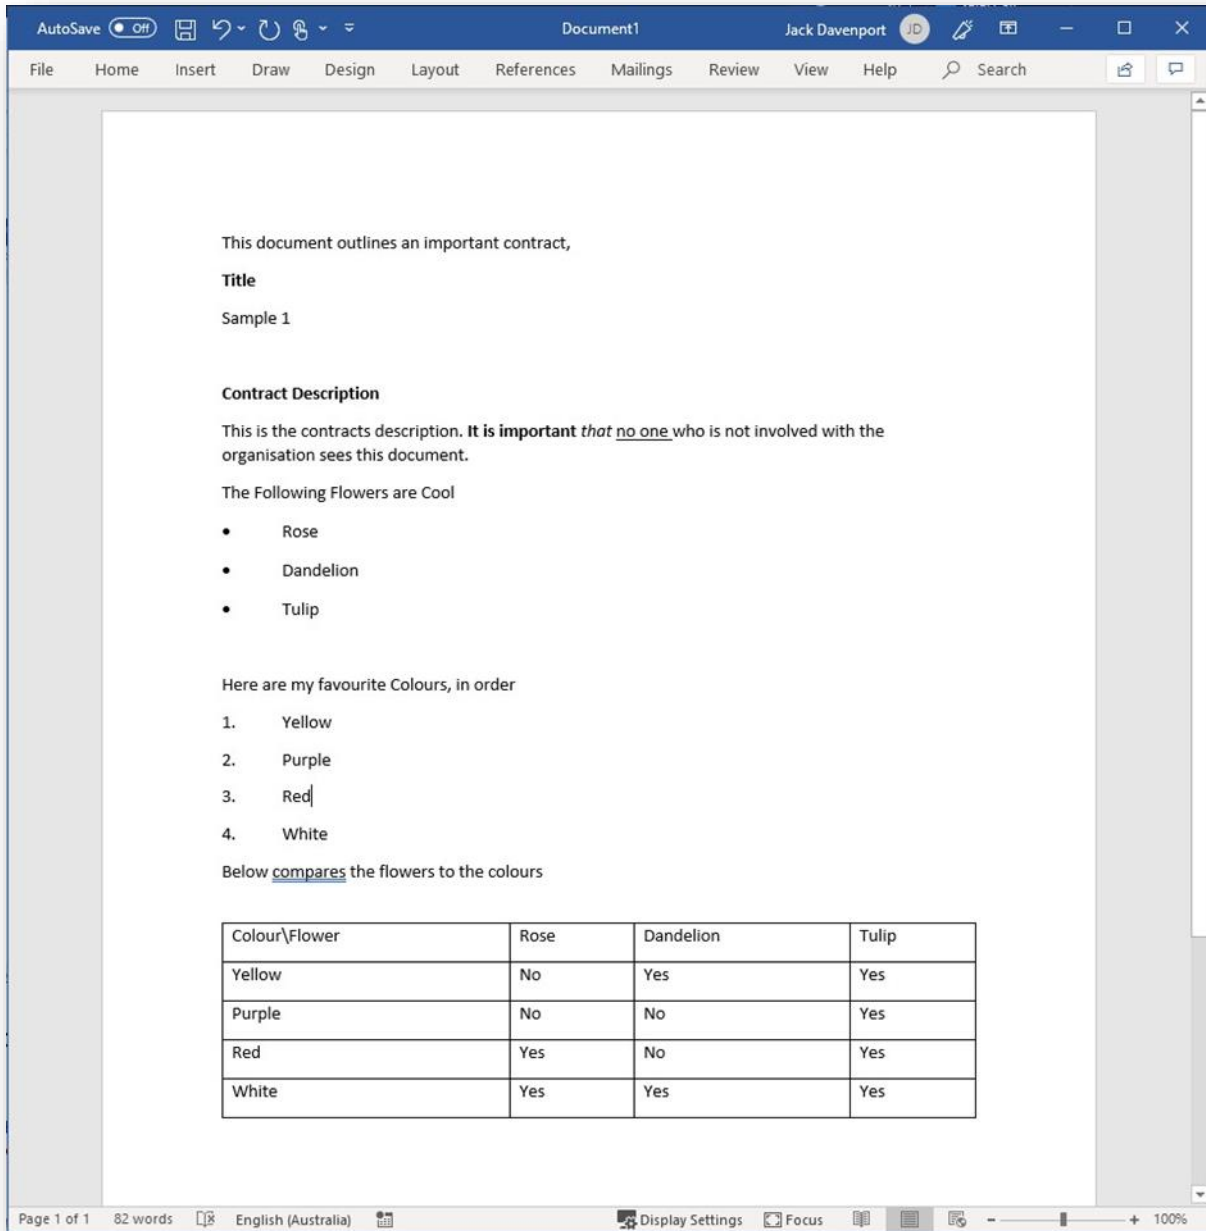 AutoSave Off Document1 Jack Davenport JD
File Home Insert Draw Design Layout References Mailings Review View Help Search
This document outlines an important contract,
Title
Sample 1
Contract Description
This is the contracts description. It is important that no one who is not involved with the
organisation sees this document.
The Following Flowers are Cool
• Rose
• Dandelion
• Tulip
Here are my favourite Colours, in order
1. Yellow
2. Purple
3. Red
4. White
Below compares the flowers to the colours
Colour\Flower Rose Dandelion Tulip
Yellow No Yes Yes
Purple No No Yes
Red Yes No Yes
White Yes Yes Yes
Page 1 of 1 82 words English (Australia) Display Settings Focus - + 100%